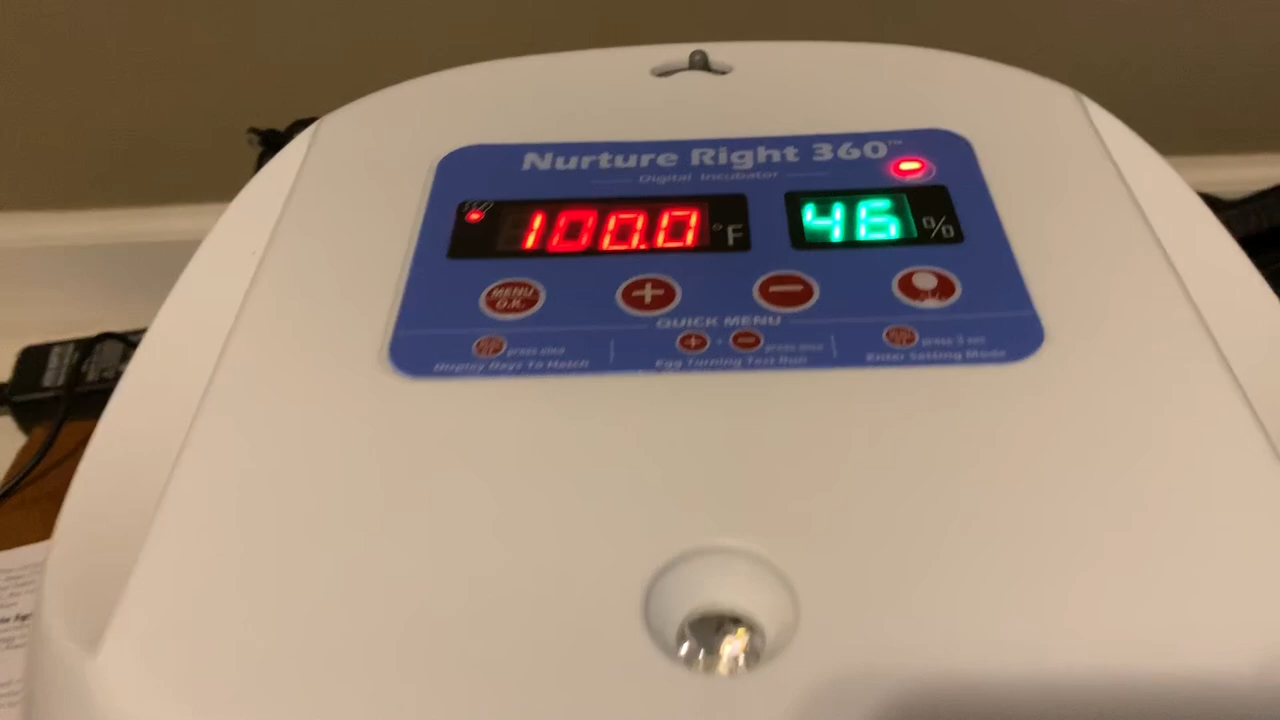 Nurture Right 360™
Digital Incubator
100.0 °F
46 %
MENU
O.K.
+
−
QUICK MENU
press once
Display Days To Hatch
+ + − press once
Egg Turning Test Run
press 3 sec
Enter Setting Mode